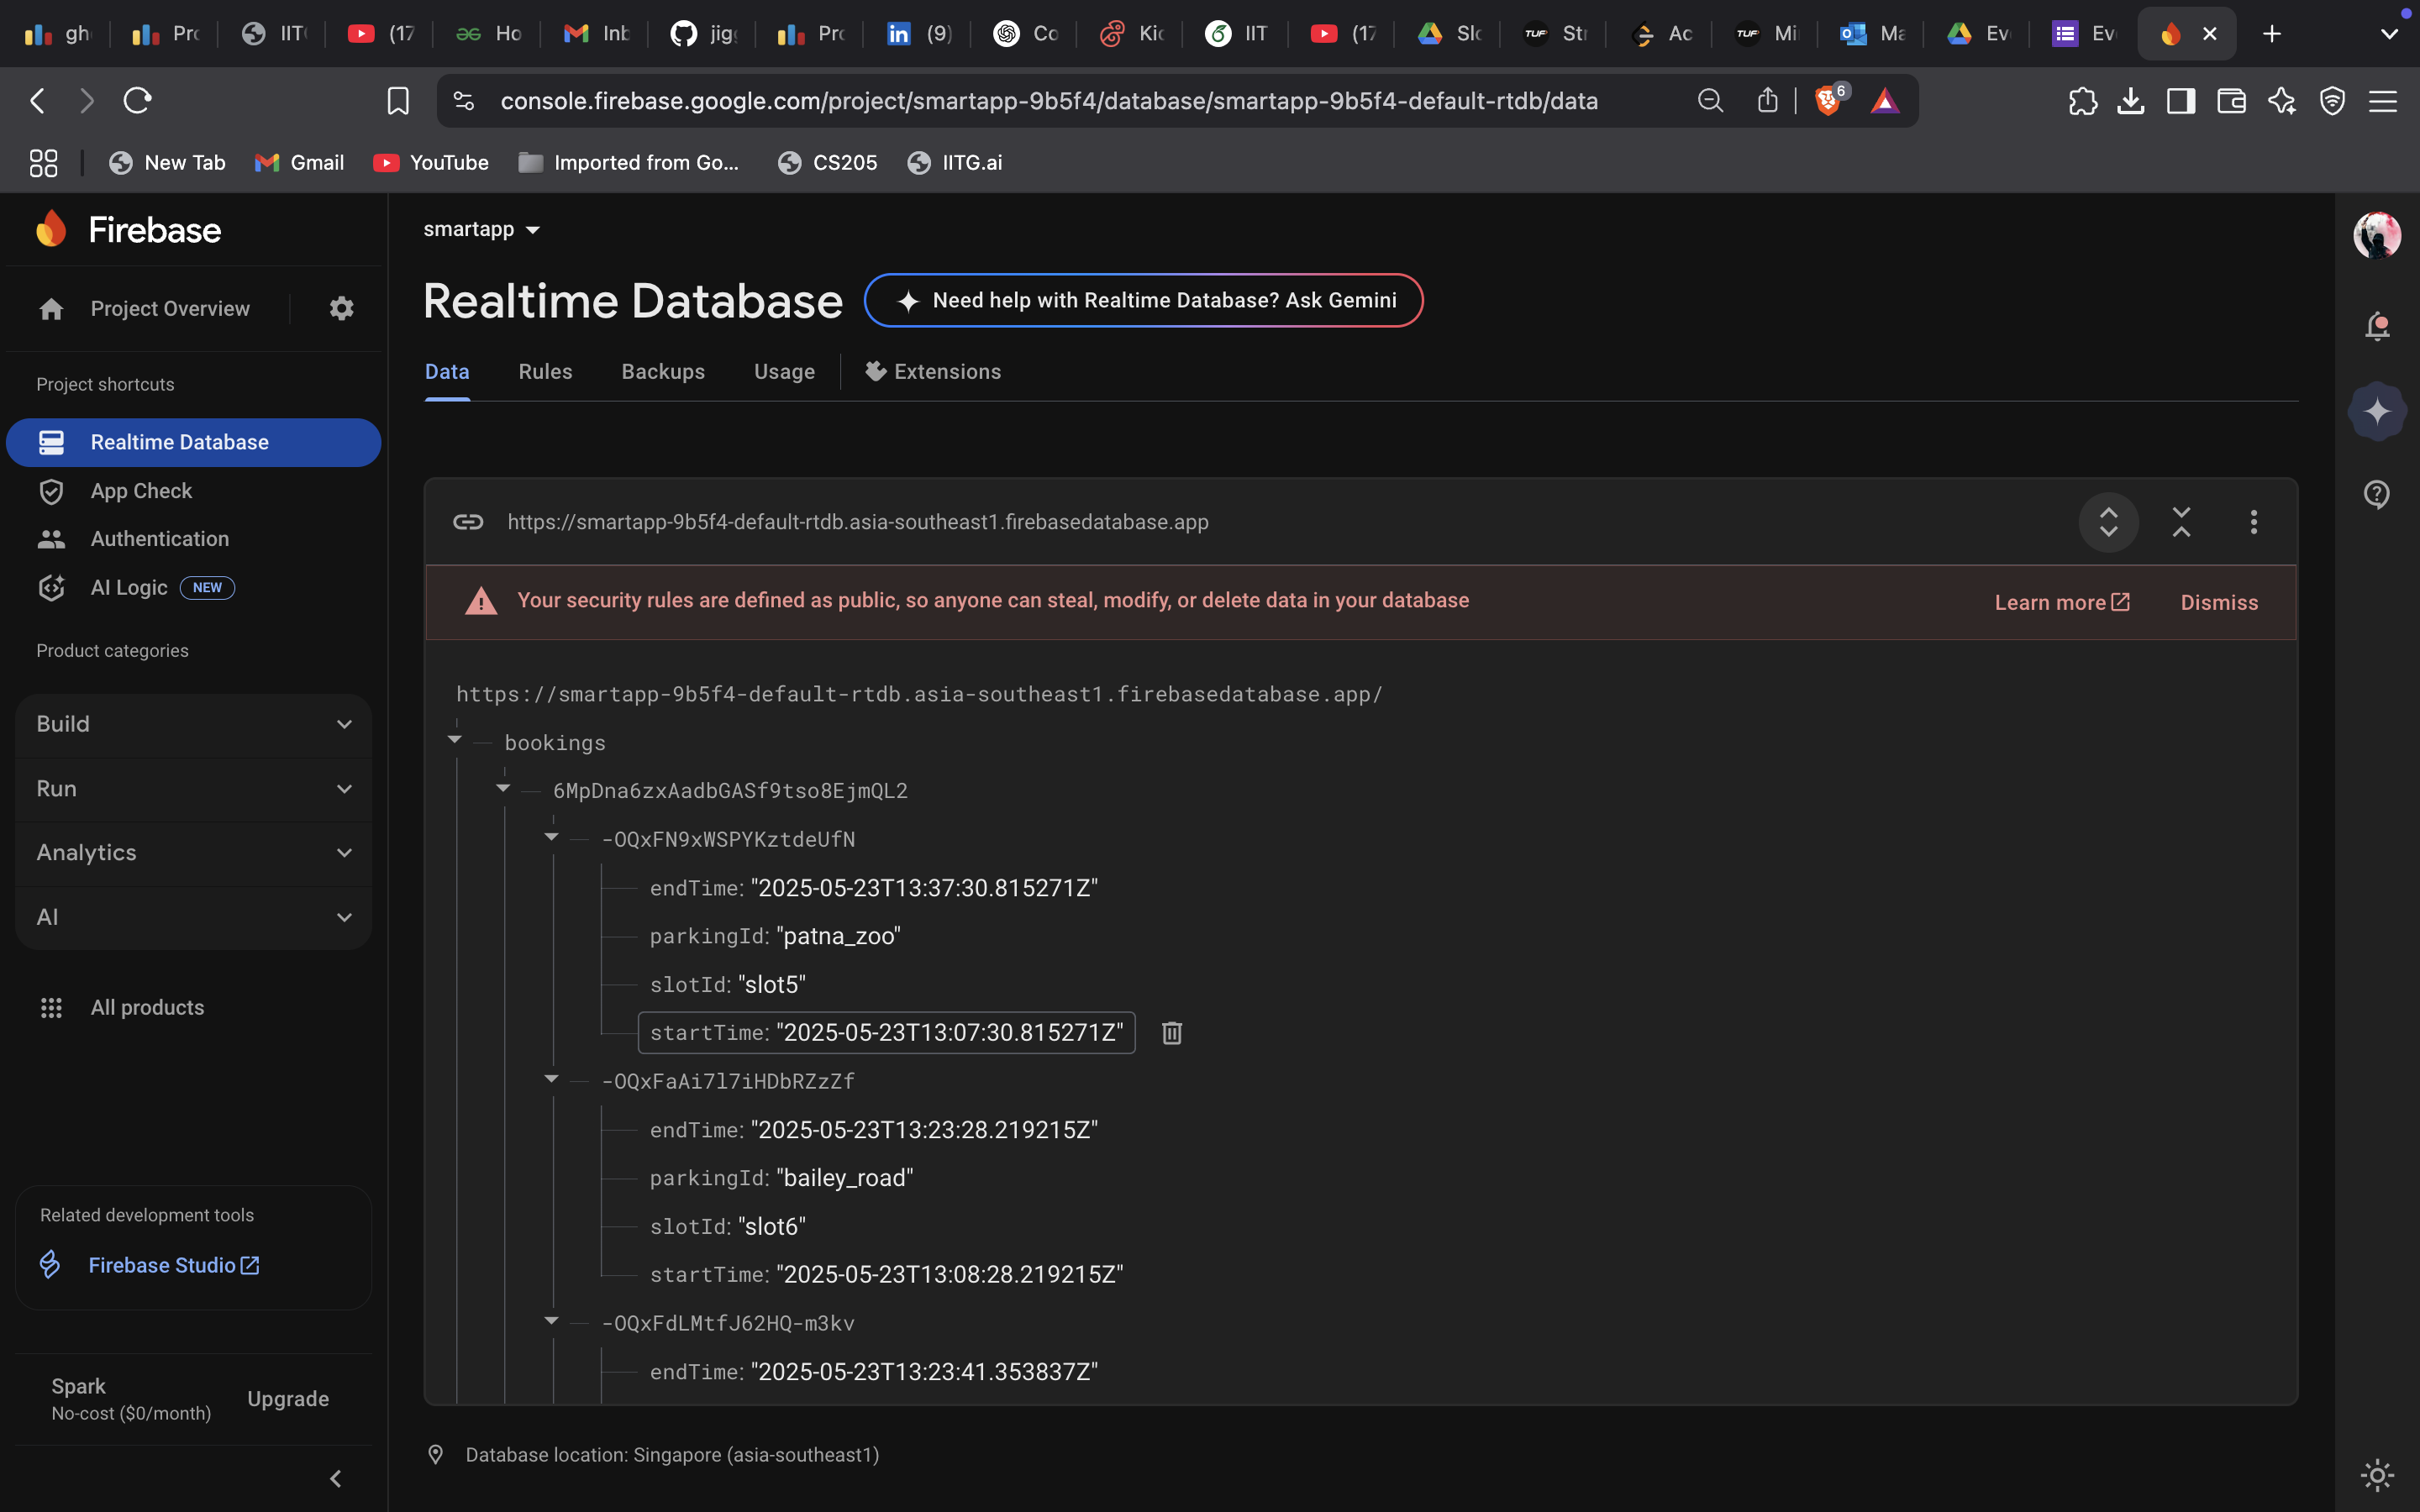 gh
Pro
IIT
(17
Ho
Inb
jig
Pro
(9)
Co
Kic
IIT
(17
Slo
TUF
Str
Ac
TUF
Mi
Ma
Ev
Ev
console.firebase.google.com/project/smartapp-9b5f4/database/smartapp-9b5f4-default-rtdb/data
6
New Tab
Gmail
YouTube
Imported from Go...
CS205
IITG.ai
Firebase
Project Overview
Project shortcuts
Realtime Database
App Check
Authentication
AI Logic NEW
Product categories
Build
Run
Analytics
AI
All products
Related development tools
Firebase Studio
Spark
No-cost ($0/month)
Upgrade
smartapp
Realtime Database
Need help with Realtime Database? Ask Gemini
Data
Rules
Backups
Usage
Extensions
https://smartapp-9b5f4-default-rtdb.asia-southeast1.firebasedatabase.app
Your security rules are defined as public, so anyone can steal, modify, or delete data in your database
Learn more
Dismiss
https://smartapp-9b5f4-default-rtdb.asia-southeast1.firebasedatabase.app/
bookings
6MpDna6zxAadbGASf9tso8EjmQL2
-OQxFN9xWSPYKztdeUfN
endTime: "2025-05-23T13:37:30.815271Z"
parkingId: "patna_zoo"
slotId: "slot5"
startTime: "2025-05-23T13:07:30.815271Z"
-OQxFaAi7l7iHDbRZzZf
endTime: "2025-05-23T13:23:28.219215Z"
parkingId: "bailey_road"
slotId: "slot6"
startTime: "2025-05-23T13:08:28.219215Z"
-OQxFdLMtfJ62HQ-m3kv
endTime: "2025-05-23T13:23:41.353837Z"
Database location: Singapore (asia-southeast1)